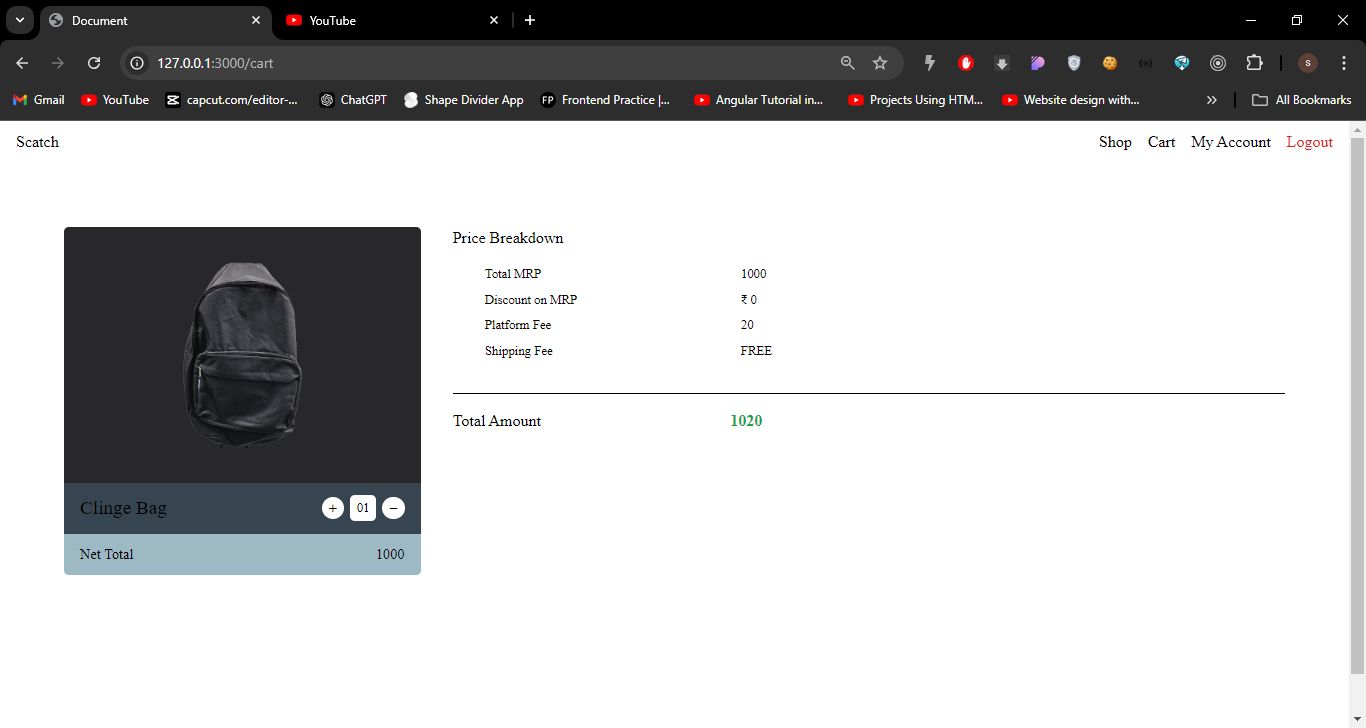 Document
YouTube
127.0.0.1:3000/cart
S
Gmail
YouTube
capcut.com/editor-...
ChatGPT
Shape Divider App
FP
Frontend Practice |...
Angular Tutorial in...
Projects Using HTM...
Website design with...
»
All Bookmarks
Scatch
Shop
Cart
My Account
Logout
Price Breakdown
Total MRP 1000
Discount on MRP ₹ 0
Platform Fee 20
Shipping Fee FREE
Total Amount 1020
Clinge Bag + 01 −
Net Total 1000